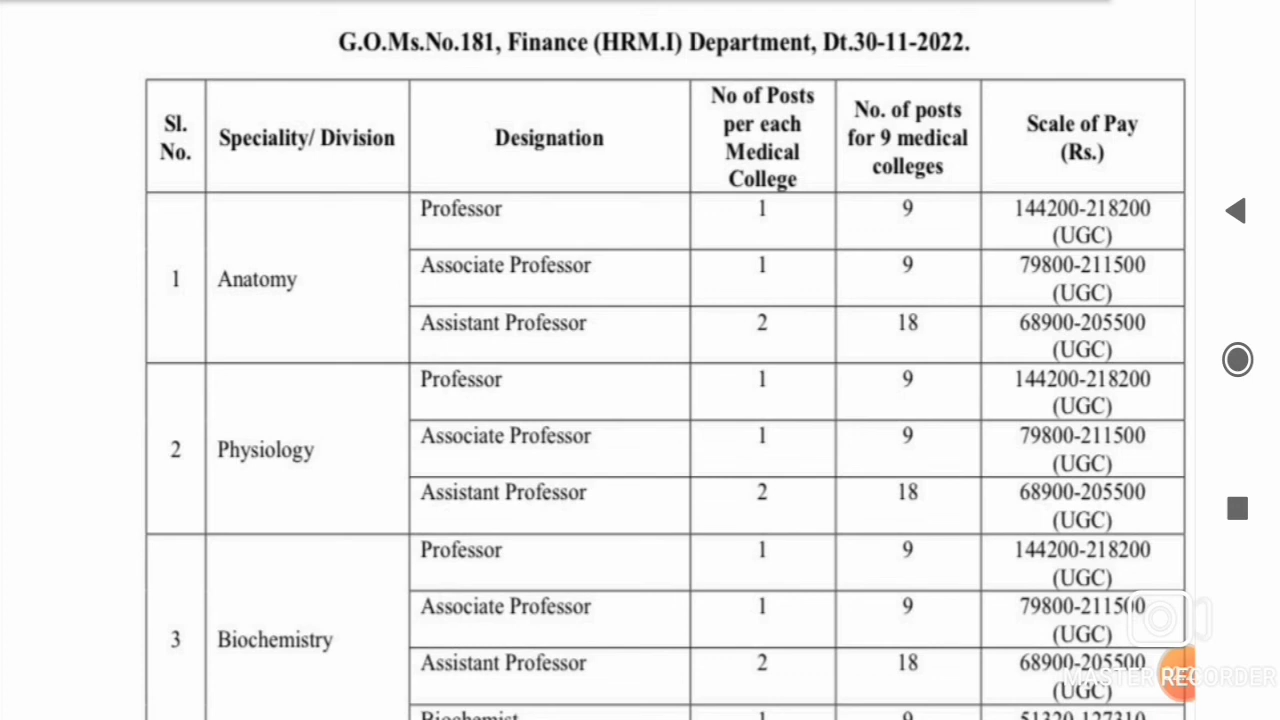 G.O.Ms.No.181, Finance (HRM.I) Department, Dt.30-11-2022.
Sl. No. Speciality/ Division Designation No of Posts per each Medical College No. of posts for 9 medical colleges Scale of Pay (Rs.)
1 Anatomy Professor 1 9 144200-218200 (UGC)
Associate Professor 1 9 79800-211500 (UGC)
Assistant Professor 2 18 68900-205500 (UGC)
2 Physiology Professor 1 9 144200-218200 (UGC)
Associate Professor 1 9 79800-211500 (UGC)
Assistant Professor 2 18 68900-205500 (UGC)
3 Biochemistry Professor 1 9 144200-218200 (UGC)
Associate Professor 1 9 79800-211500 (UGC)
Assistant Professor 2 18 68900-205500 (UGC)
Biochemist 1 9 51320-127310
MASTER RECORDER